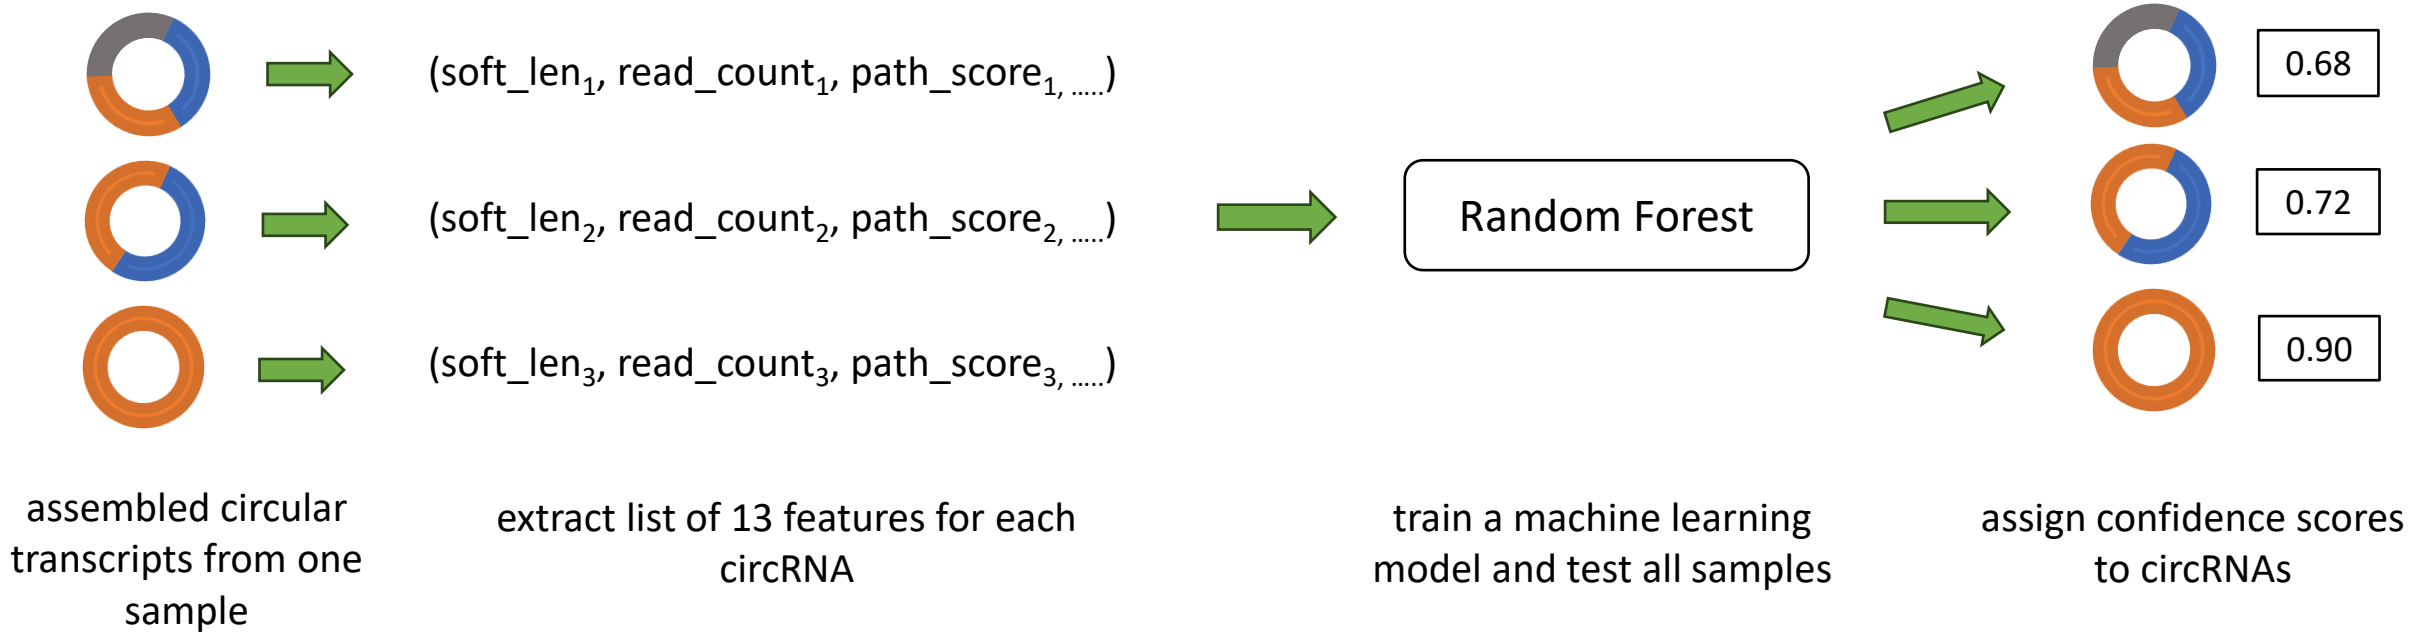 (soft_len₁, read_count₁, path_score₁, .....)
0.68
(soft_len₂, read_count₂, path_score₂, .....)
Random Forest
0.72
(soft_len₃, read_count₃, path_score₃, .....)
0.90
assembled circular
transcripts from one
sample
extract list of 13 features for each
circRNA
train a machine learning
model and test all samples
assign confidence scores
to circRNAs